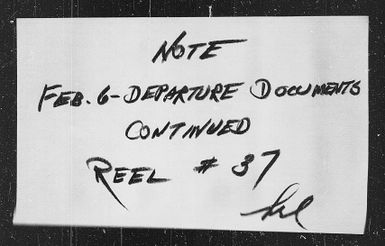 NOTE
FEB. 6-DEPARTURE DOCUMENTS
CONTINUED
REEL # 37